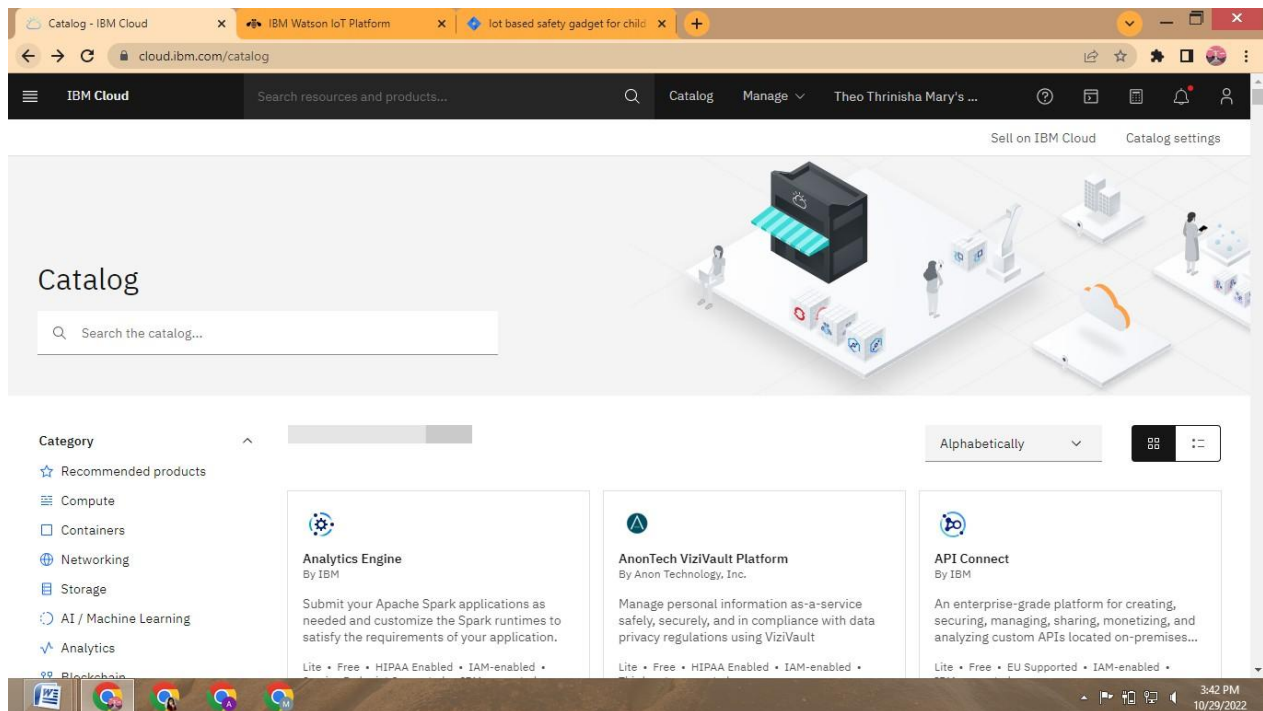 Catalog - IBM Cloud
IBM Watson IoT Platform
Iot based safety gadget for child
cloud.ibm.com/catalog
IBM Cloud
Search resources and products...
Catalog
Manage
Theo Thrinisha Mary's ...
Sell on IBM Cloud
Catalog settings
Catalog
Search the catalog...
Category
Recommended products
Compute
Containers
Networking
Storage
AI / Machine Learning
Analytics
Blockchain
Alphabetically
Analytics Engine
By IBM
Submit your Apache Spark applications as
needed and customize the Spark runtimes to
satisfy the requirements of your application.
Lite • Free • HIPAA Enabled • IAM-enabled •
AnonTech ViziVault Platform
By Anon Technology, Inc.
Manage personal information as-a-service
safely, securely, and in compliance with data
privacy regulations using ViziVault
Lite • Free • HIPAA Enabled • IAM-enabled •
API Connect
By IBM
An enterprise-grade platform for creating,
securing, managing, sharing, monetizing, and
analyzing custom APIs located on-premises...
Lite • Free • EU Supported • IAM-enabled •
3:42 PM
10/29/2022